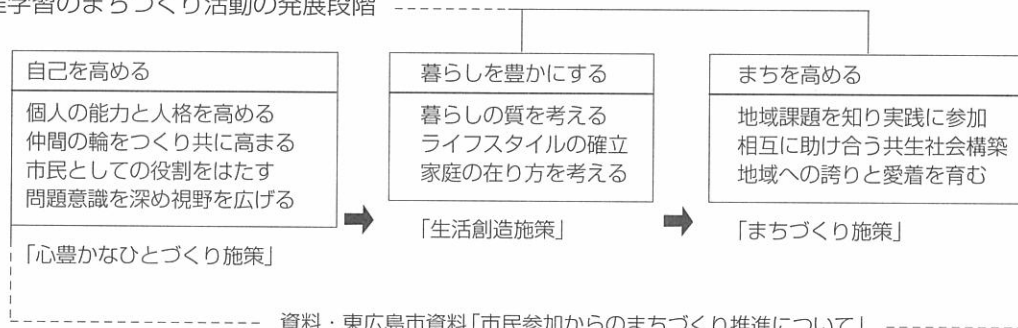 学習のまちづくり活動の発展段階
自己を高める
個人の能力と人格を高める
仲間の輪をつくり共に高まる
市民としての役割をはたす
問題意識を深め視野を広げる
「心豊かなひとづくり施策」
暮らしを豊かにする
暮らしの質を考える
ライフスタイルの確立
家庭の在り方を考える
「生活創造施策」
まちを高める
地域課題を知り実践に参加
相互に助け合う共生社会構築
地域への誇りと愛着を育む
「まちづくり施策」
資料・東広島市資料「市民参加からのまちづくり推進について」